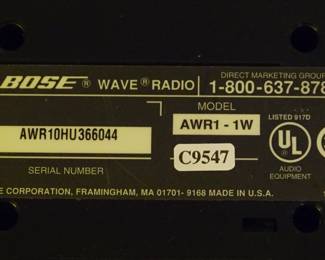 BOSE ® WAVE ® RADIO
DIRECT MARKETING GROUP
1-800-637-878
AWR10HU366044
SERIAL NUMBER
MODEL
AWR1 - 1W
C9547
LISTED 917D
UL ®
AUDIO
EQUIPMENT
E CORPORATION, FRAMINGHAM, MA 01701- 9168 MADE IN U.S.A.